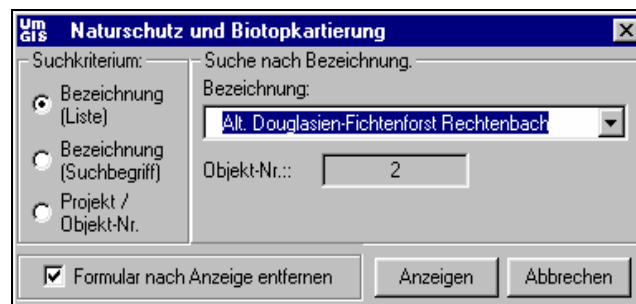 Um
GIS
Naturschutz und Biotopkartierung
Suchkriterium:
Bezeichnung
(Liste)
Bezeichnung
(Suchbegriff)
Projekt /
Objekt-Nr.
Suche nach Bezeichnung.
Bezeichnung:
Alt. Douglasien-Fichtenforst Rechtenbach
Objekt-Nr.:: 2
Formular nach Anzeige entfernen
Anzeigen
Abbrechen